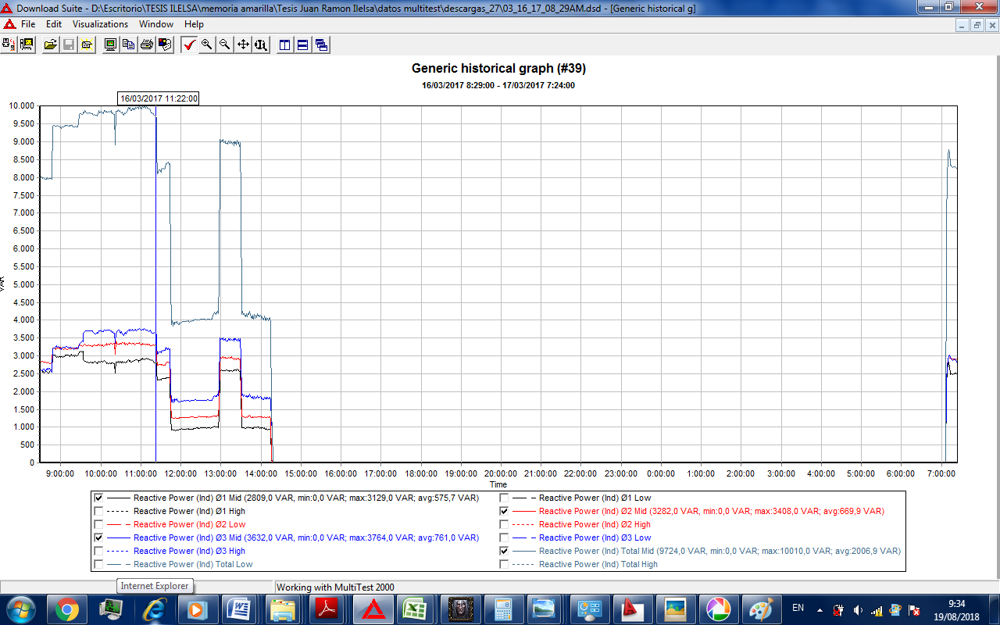 Download Suite - D:\Escritorio\TESIS ILELSA\memoria amarilla\Tesis Juan Ramon Ilelsa\datos multitest\descargas_27\03_16_17_08_29AM.dsd - [Generic historical g]
File Edit Visualizations Window Help
Generic historical graph (#39)
16/03/2017 8:29:00 - 17/03/2017 7:24:00
16/03/2017 11:22:00
10.000
9.500
9.000
8.500
8.000
7.500
7.000
6.500
6.000
5.500
5.000
4.500
4.000
3.500
3.000
2.500
2.000
1.500
1.000
500
0
VAR
9:00:00 10:00:00 11:00:00 12:00:00 13:00:00 14:00:00 15:00:00 16:00:00 17:00:00 18:00:00 19:00:00 20:00:00 21:00:00 22:00:00 23:00:00 0:00:00 1:00:00 2:00:00 3:00:00 4:00:00 5:00:00 6:00:00 7:00:00
Time
Reactive Power (Ind) Ø1 Mid (2809,0 VAR, min:0,0 VAR; max:3129,0 VAR; avg:575,7 VAR) Reactive Power (Ind) Ø1 Low
Reactive Power (Ind) Ø1 High Reactive Power (Ind) Ø2 Mid (3282,0 VAR, min:0,0 VAR; max:3408,0 VAR; avg:669,9 VAR)
Reactive Power (Ind) Ø2 Low Reactive Power (Ind) Ø2 High
Reactive Power (Ind) Ø3 Mid (3632,0 VAR, min:0,0 VAR; max:3764,0 VAR; avg:761,0 VAR) Reactive Power (Ind) Ø3 Low
Reactive Power (Ind) Ø3 High Reactive Power (Ind) Total Mid (9724,0 VAR, min:0,0 VAR; max:10010,0 VAR; avg:2006,9 VAR)
Reactive Power (Ind) Total Low Reactive Power (Ind) Total High
Internet Explorer
Working with MultiTest 2000
EN
9:34
19/08/2018